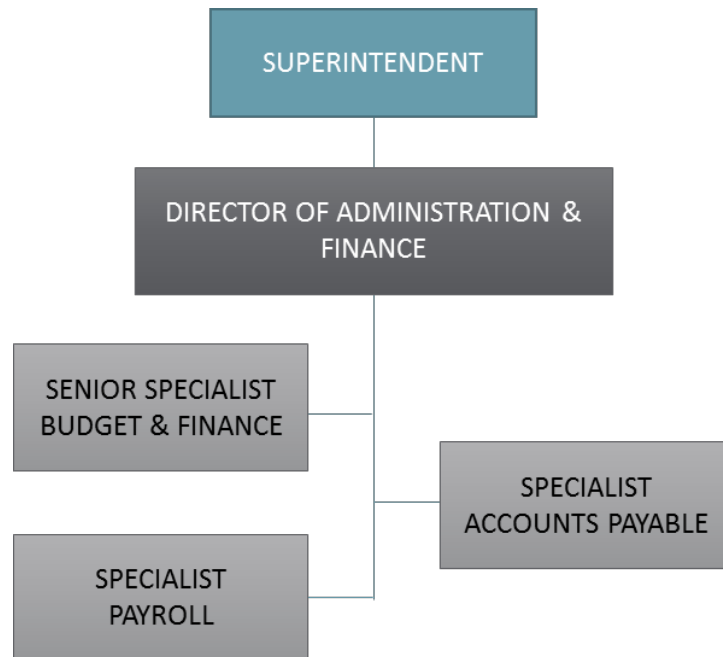 SUPERINTENDENT
DIRECTOR OF ADMINISTRATION &
FINANCE
SENIOR SPECIALIST
BUDGET & FINANCE
SPECIALIST
ACCOUNTS PAYABLE
SPECIALIST
PAYROLL